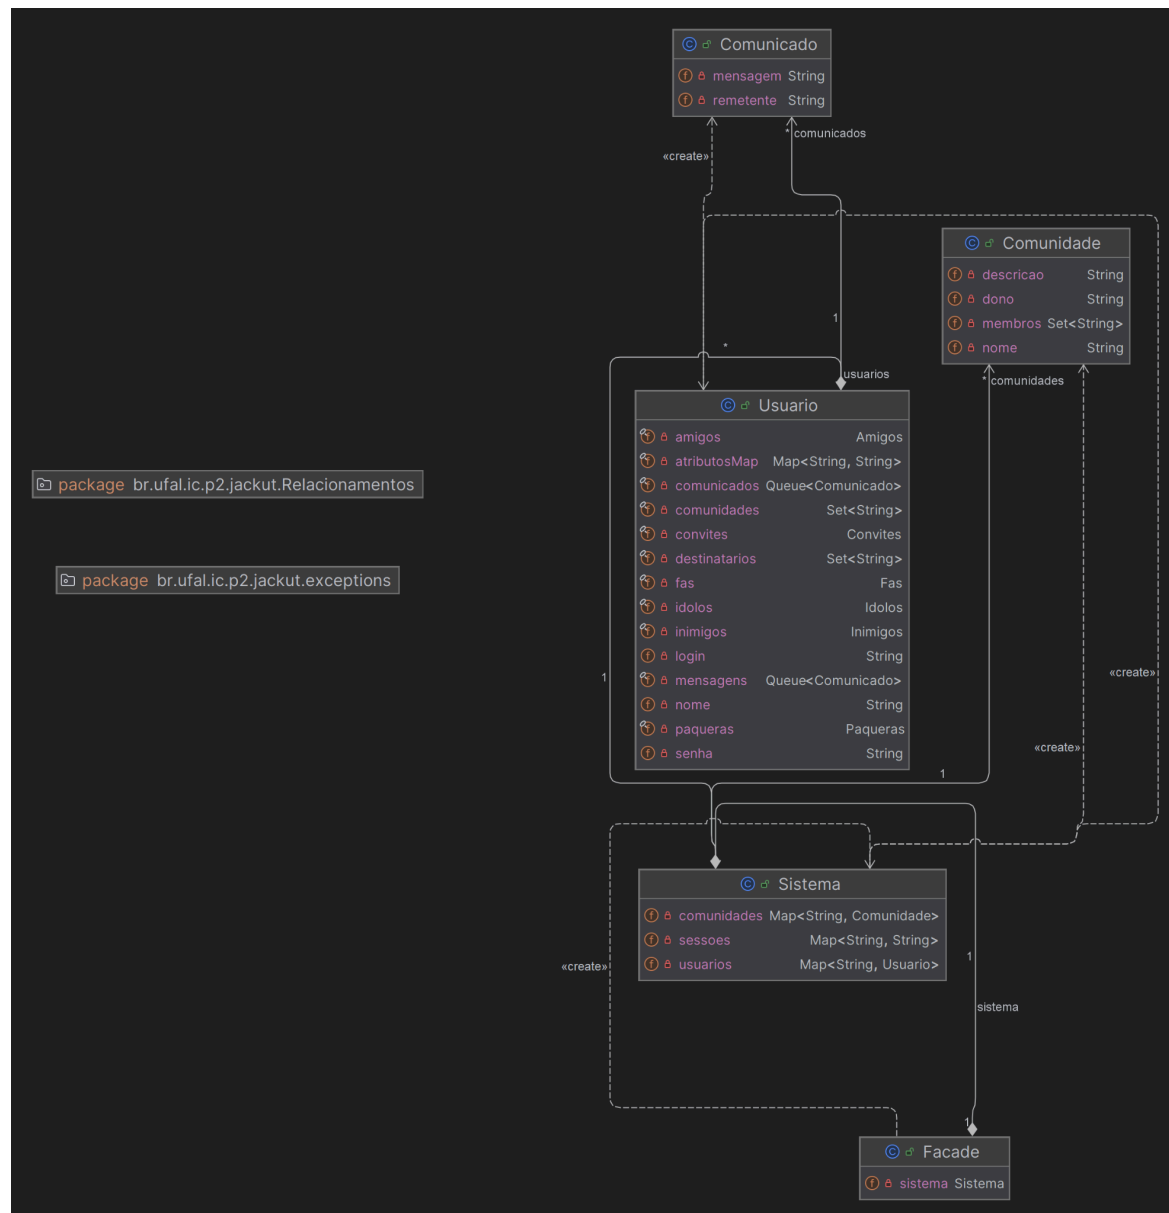 Comunicado
mensagem String
remetente String
* comunicados
«create»
Comunidade
descricao String
dono String
membros Set<String>
nome String
1
*
usuarios
* comunidades
Usuario
amigos Amigos
atributosMap Map<String, String>
comunicados Queue<Comunicado>
comunidades Set<String>
convites Convites
destinatarios Set<String>
fas Fas
idolos Idolos
inimigos Inimigos
login String
mensagens Queue<Comunicado>
nome String
paqueras Paqueras
senha String
package br.ufal.ic.p2.jackut.Relacionamentos
package br.ufal.ic.p2.jackut.exceptions
1
«create»
«create»
1
Sistema
comunidades Map<String, Comunidade>
sessoes Map<String, String>
usuarios Map<String, Usuario>
1
«create»
sistema
1
Facade
sistema Sistema